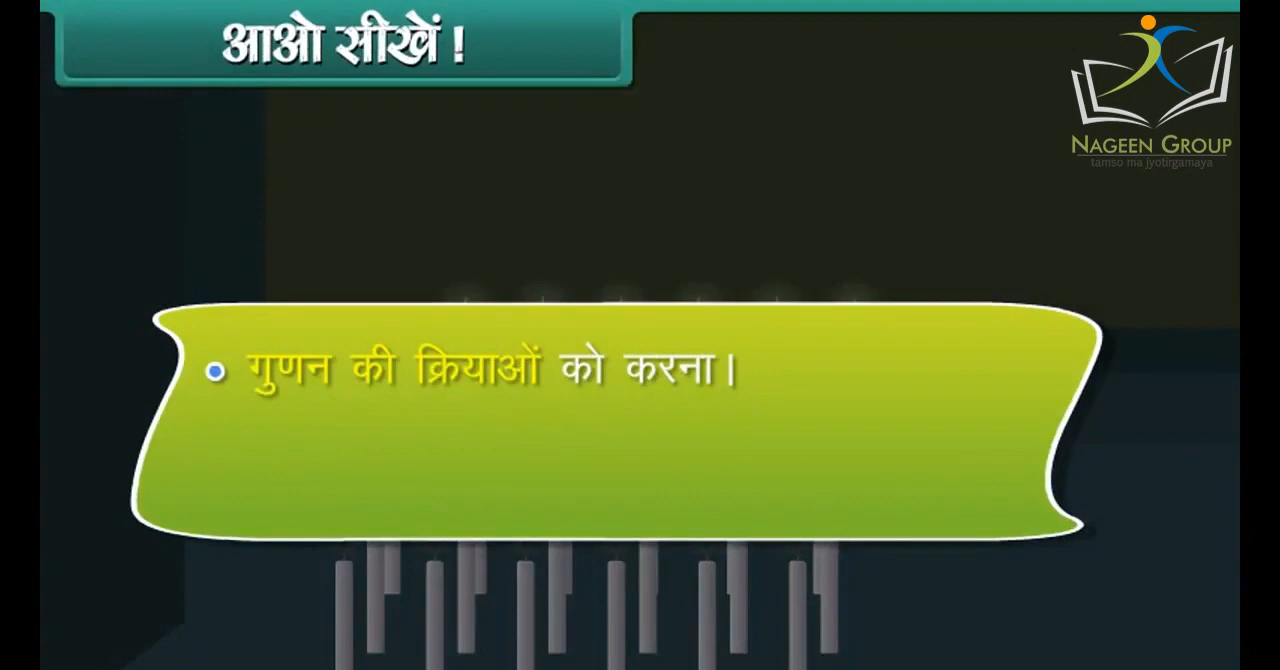 आओ सीखें !
NAGEEN GROUP
tamso ma jyotirgamaya
गुणन की क्रियाओं को करना।